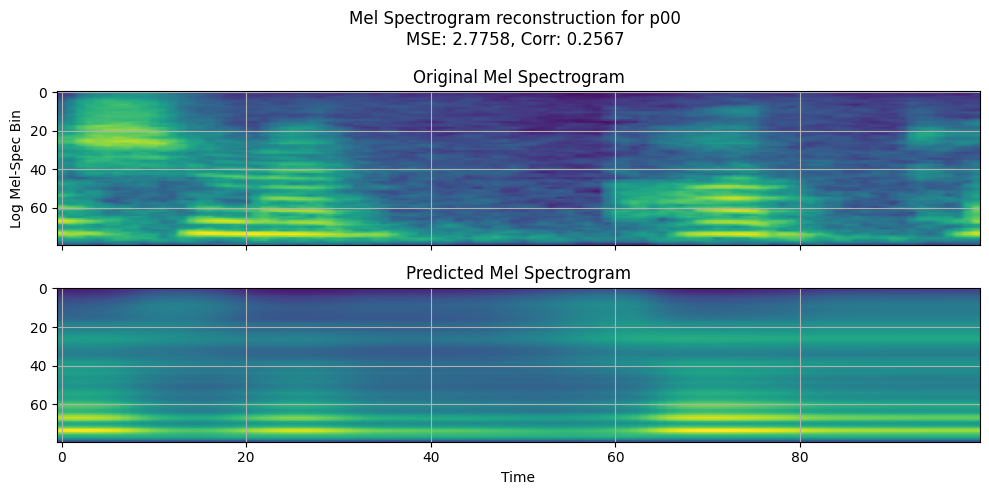 Mel Spectrogram reconstruction for p00
MSE: 2.7758, Corr: 0.2567
Original Mel Spectrogram
0
20
40
60
Log Mel-Spec Bin
Predicted Mel Spectrogram
0
20
40
60
0 20 40 60 80
Time